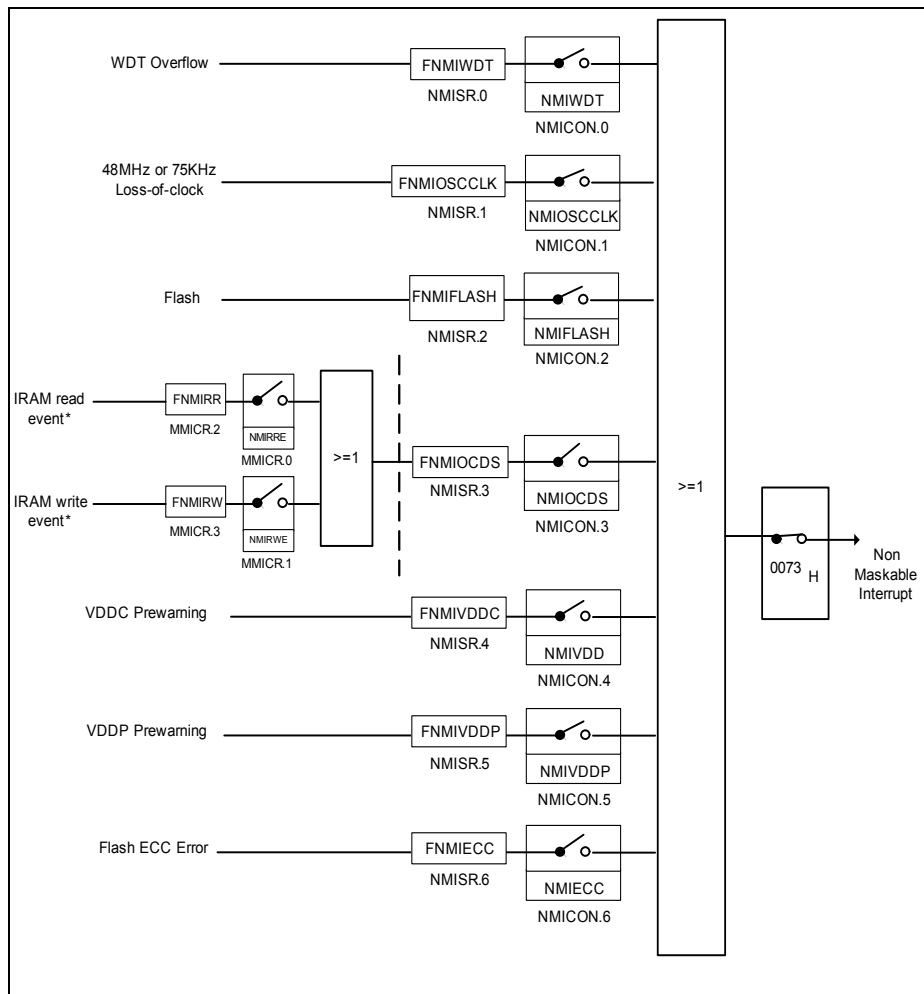 WDT Overflow
FNMIWDT
NMISR.0
NMIWDT
NMICON.0
48MHz or 75KHz
Loss-of-clock
FNMIOSCCLK
NMISR.1
NMIOSCCLK
NMICON.1
Flash
FNMIFLASH
NMISR.2
NMIFLASH
NMICON.2
IRAM read
event*
FNMIRR
MMICR.2
NMIRRE
MMICR.0
IRAM write
event*
FNMIRW
MMICR.3
NMIRWE
MMICR.1
>=1
FNMIOCDS
NMISR.3
NMIOCDS
NMICON.3
VDDC Prewarning
FNMIVDDC
NMISR.4
NMIVDD
NMICON.4
VDDP Prewarning
FNMIVDDP
NMISR.5
NMIVDDP
NMICON.5
Flash ECC Error
FNMIECC
NMISR.6
NMIECC
NMICON.6
>=1
0073 H
Non
Maskable
Interrupt